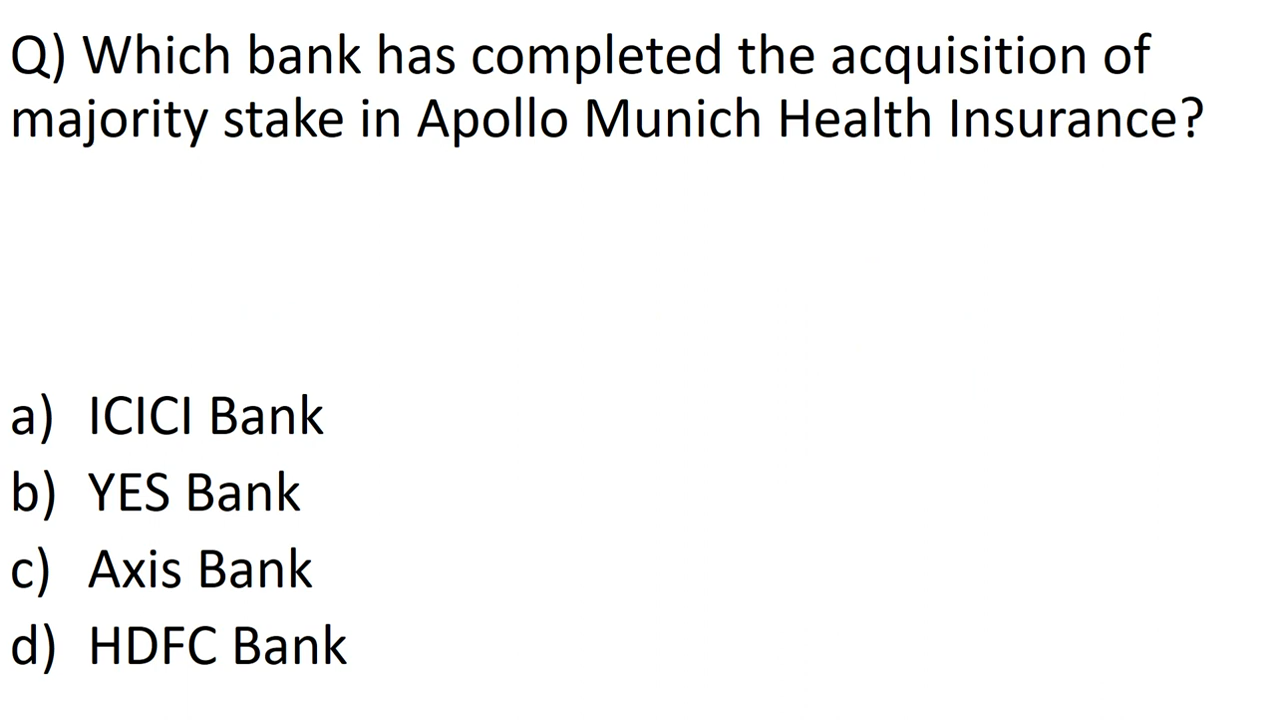 Q) Which bank has completed the acquisition of
majority stake in Apollo Munich Health Insurance?
a) ICICI Bank
b) YES Bank
c) Axis Bank
d) HDFC Bank